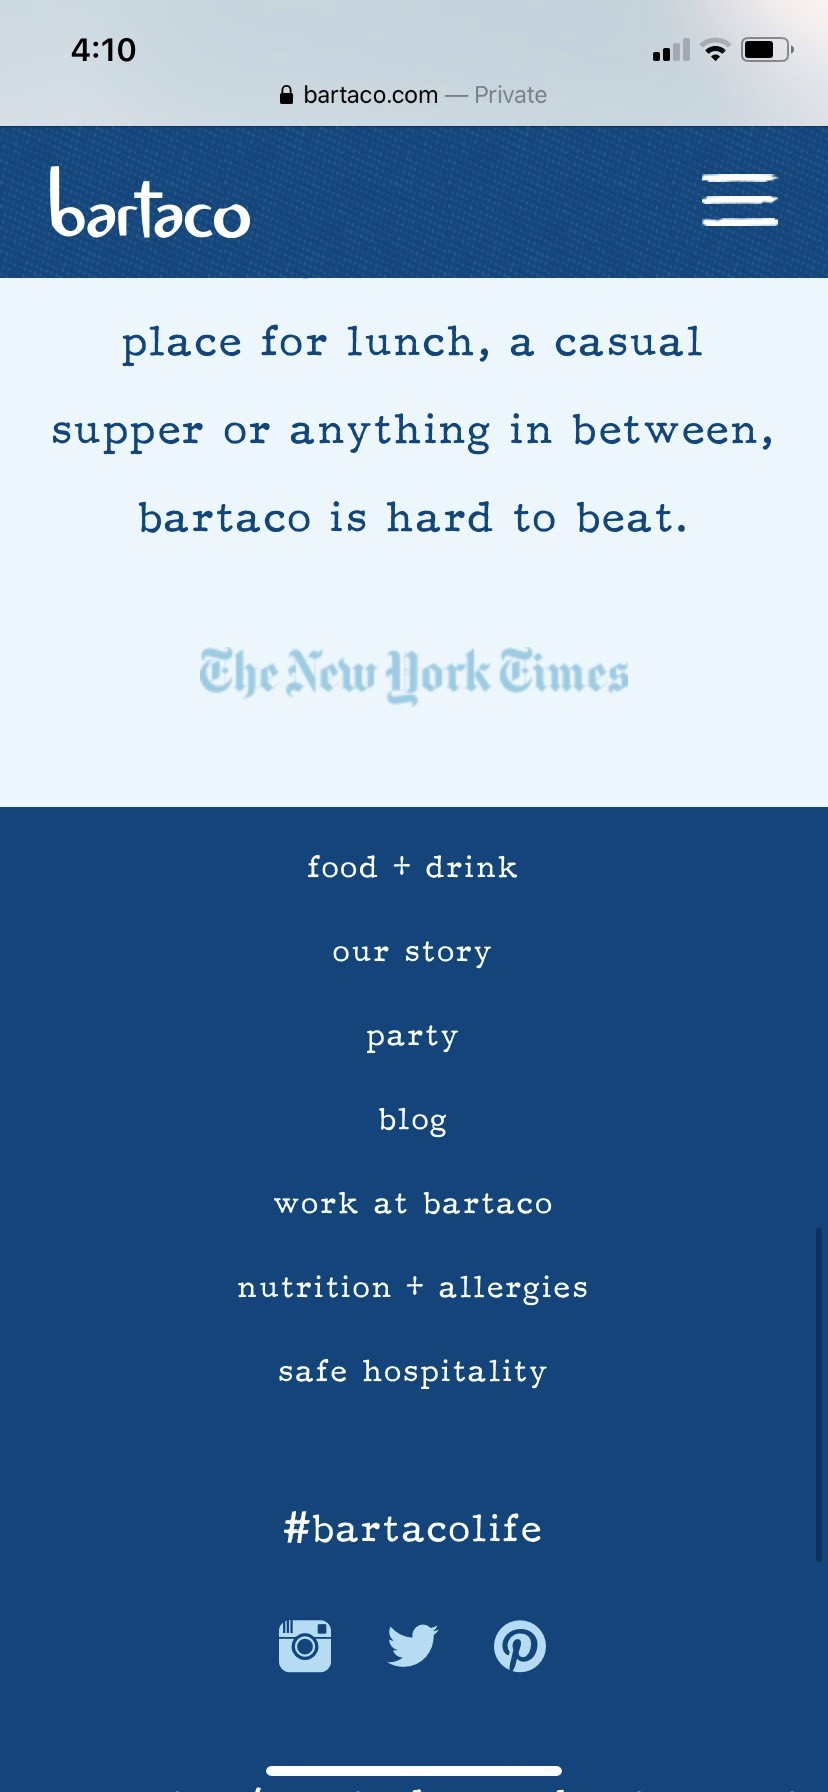 4:10
bartaco.com — Private
bartaco
place for lunch, a casual
supper or anything in between,
bartaco is hard to beat.
The New York Times
food + drink
our story
party
blog
work at bartaco
nutrition + allergies
safe hospitality
#bartacolife